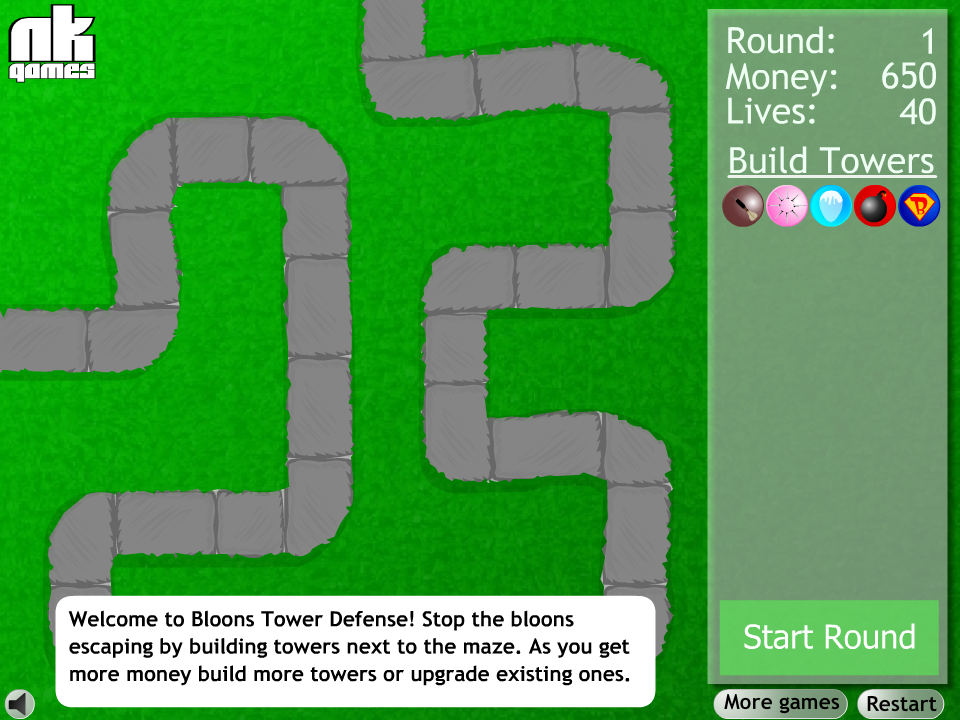 nk
games
Round: 1
Money: 650
Lives: 40
Build Towers
Welcome to Bloons Tower Defense! Stop the bloons
escaping by building towers next to the maze. As you get
more money build more towers or upgrade existing ones.
Start Round
More games
Restart